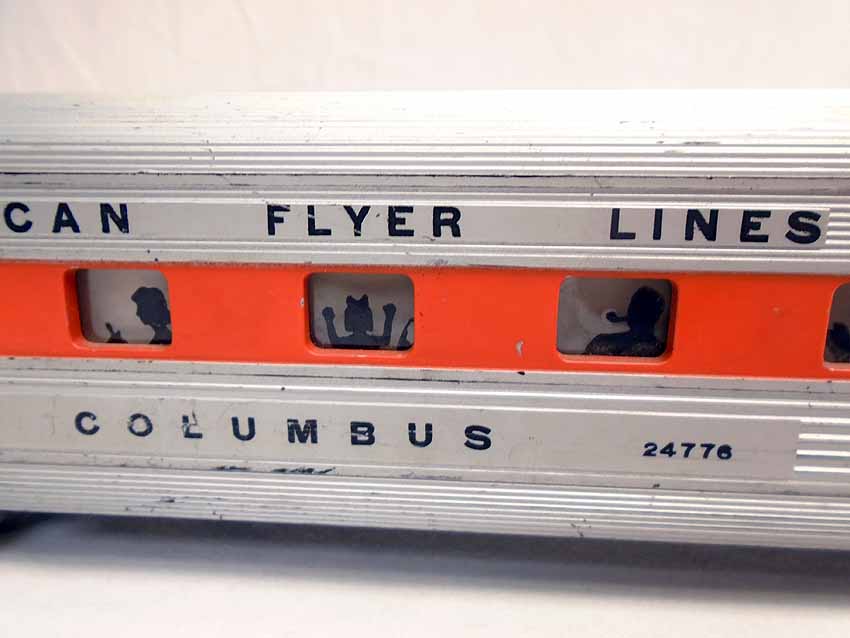 CAN FLYER LINES
COLUMBUS
24776